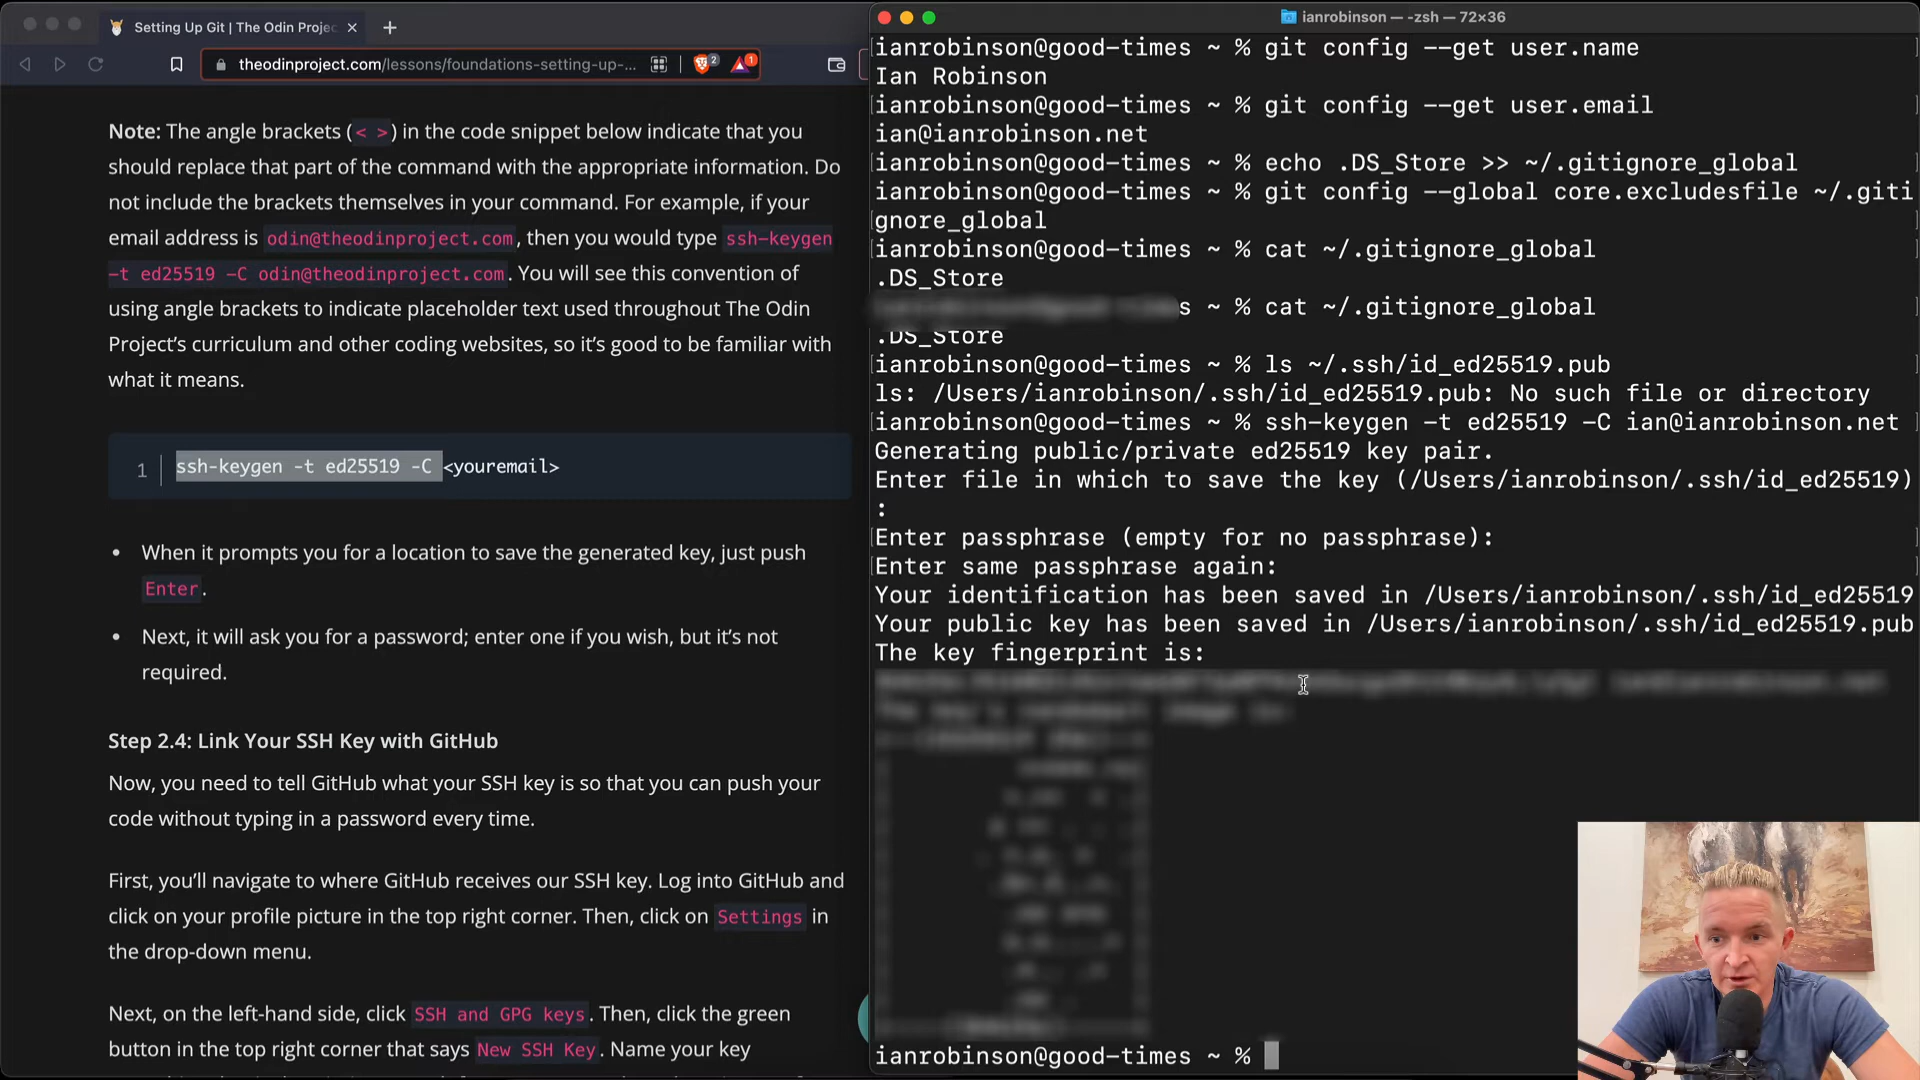 Setting Up Git | The Odin Projec
theodinproject.com/lessons/foundations-setting-up-...
2
1
Note: The angle brackets (< >) in the code snippet below indicate that you
should replace that part of the command with the appropriate information. Do
not include the brackets themselves in your command. For example, if your
email address is odin@theodinproject.com, then you would type ssh-keygen
-t ed25519 -C odin@theodinproject.com. You will see this convention of
using angle brackets to indicate placeholder text used throughout The Odin
Project's curriculum and other coding websites, so it's good to be familiar with
what it means.
1 ssh-keygen -t ed25519 -C <youremail>
• When it prompts you for a location to save the generated key, just push
Enter.
• Next, it will ask you for a password; enter one if you wish, but it's not
required.
Step 2.4: Link Your SSH Key with GitHub
Now, you need to tell GitHub what your SSH key is so that you can push your
code without typing in a password every time.
First, you'll navigate to where GitHub receives our SSH key. Log into GitHub and
click on your profile picture in the top right corner. Then, click on Settings in
the drop-down menu.
Next, on the left-hand side, click SSH and GPG keys. Then, click the green
button in the top right corner that says New SSH Key. Name your key
ianrobinson — -zsh — 72×36
ianrobinson@good-times ~ % git config --get user.name
Ian Robinson
ianrobinson@good-times ~ % git config --get user.email
ian@ianrobinson.net
ianrobinson@good-times ~ % echo .DS_Store >> ~/.gitignore_global
ianrobinson@good-times ~ % git config --global core.excludesfile ~/.giti
gnore_global
ianrobinson@good-times ~ % cat ~/.gitignore_global
.DS_Store
s ~ % cat ~/.gitignore_global
.DS_Store
ianrobinson@good-times ~ % ls ~/.ssh/id_ed25519.pub
ls: /Users/ianrobinson/.ssh/id_ed25519.pub: No such file or directory
ianrobinson@good-times ~ % ssh-keygen -t ed25519 -C ian@ianrobinson.net
Generating public/private ed25519 key pair.
Enter file in which to save the key (/Users/ianrobinson/.ssh/id_ed25519)
:
Enter passphrase (empty for no passphrase):
Enter same passphrase again:
Your identification has been saved in /Users/ianrobinson/.ssh/id_ed25519
Your public key has been saved in /Users/ianrobinson/.ssh/id_ed25519.pub
The key fingerprint is:
ianrobinson@good-times ~ %